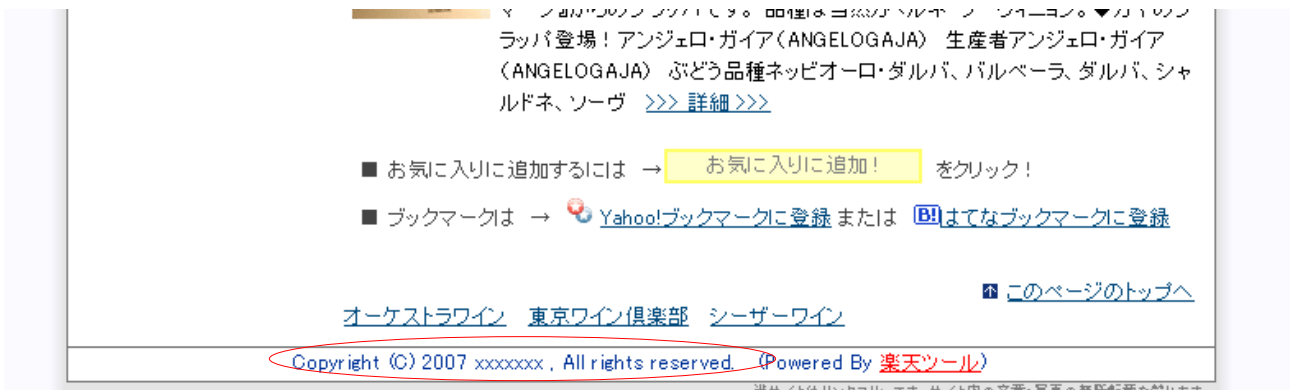 ラッパ登場！アンジェロ・ガイア（ANGELOGAJA） 生産者アンジェロ・ガイア
（ANGELOGAJA） ぶどう品種ネッビオーロ・ダルバ、バルベーラ、ダルバ、シャ
ルドネ、ソーヴ >>> 詳細 >>>
■ お気に入りに追加するには → お気に入りに追加！ をクリック！
■ ブックマークは → Yahoo!ブックマークに登録 または B!はてなブックマークに登録
このページのトップへ
オーケストラワイン 東京ワイン倶楽部 シーザーワイン
Copyright (C) 2007 xxxxxxx , All rights reserved. (Powered By 楽天ツール)